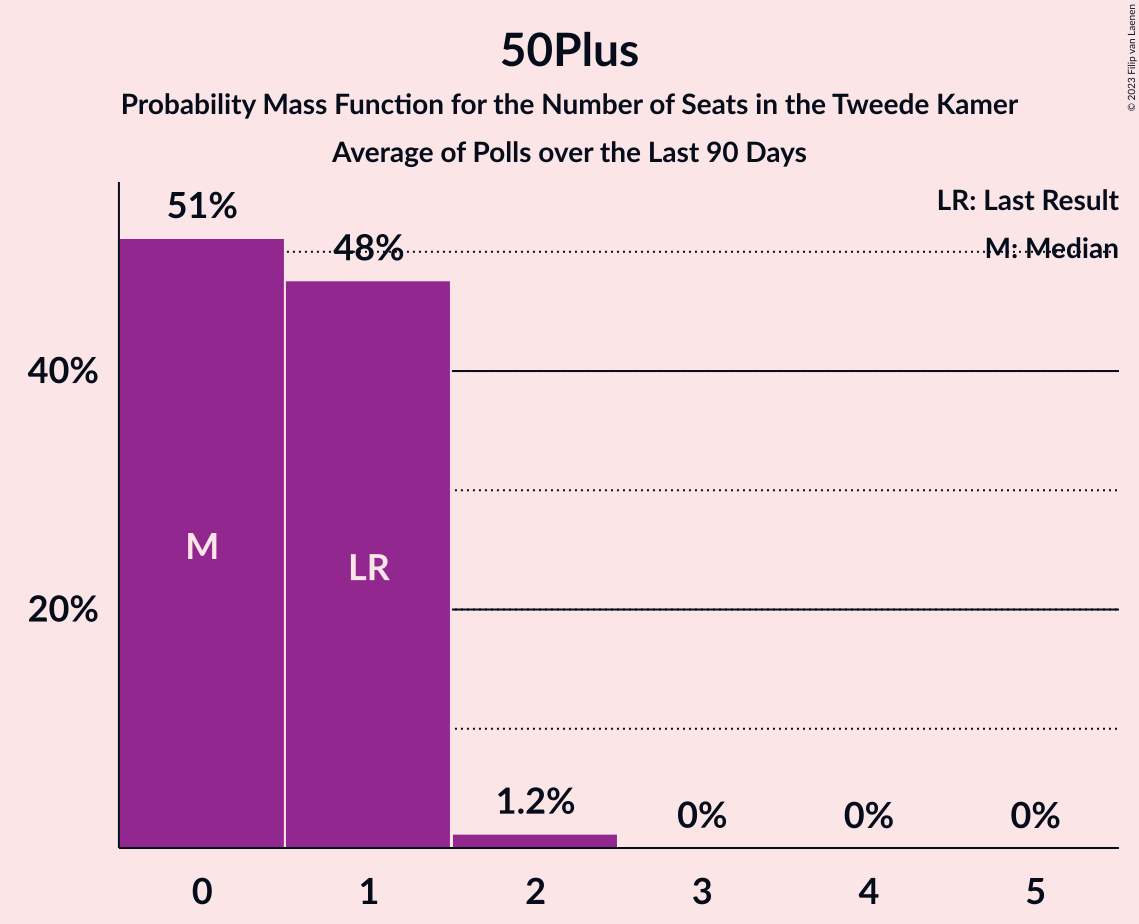 50Plus
Probability Mass Function for the Number of Seats in the Tweede Kamer
Average of Polls over the Last 90 Days
© 2023 Filip van Laenen
LR: Last Result
M: Median
51%
48%
40%
20%
M
LR
1.2%
0%
0%
0%
0
1
2
3
4
5